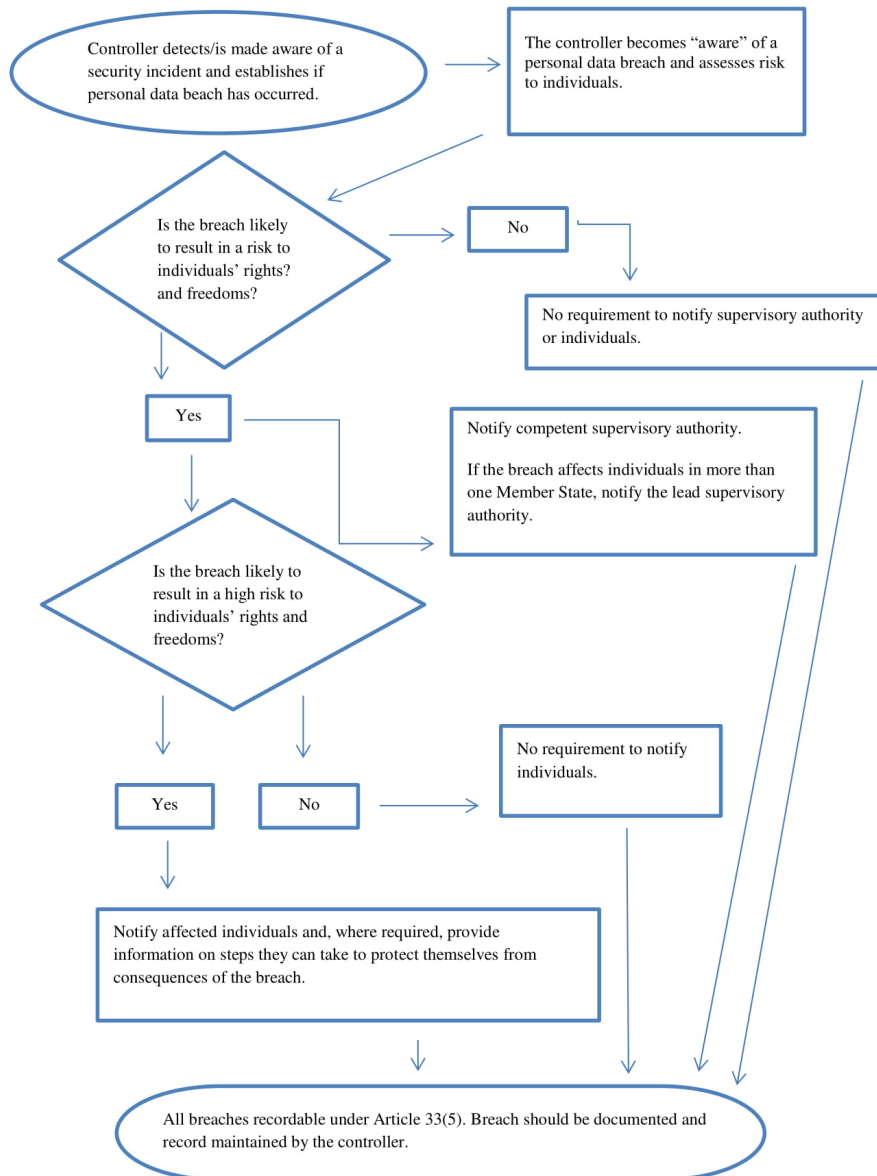 Controller detects/is made aware of a
security incident and establishes if
personal data beach has occurred.
The controller becomes “aware” of a
personal data breach and assesses risk
to individuals.
Is the breach likely
to result in a risk to
individuals’ rights?
and freedoms?
No
No requirement to notify supervisory authority
or individuals.
Yes
Notify competent supervisory authority.
If the breach affects individuals in more than
one Member State, notify the lead supervisory
authority.
Is the breach likely to
result in a high risk to
individuals’ rights and
freedoms?
Yes
No
No requirement to notify
individuals.
Notify affected individuals and, where required, provide
information on steps they can take to protect themselves from
consequences of the breach.
All breaches recordable under Article 33(5). Breach should be documented and
record maintained by the controller.